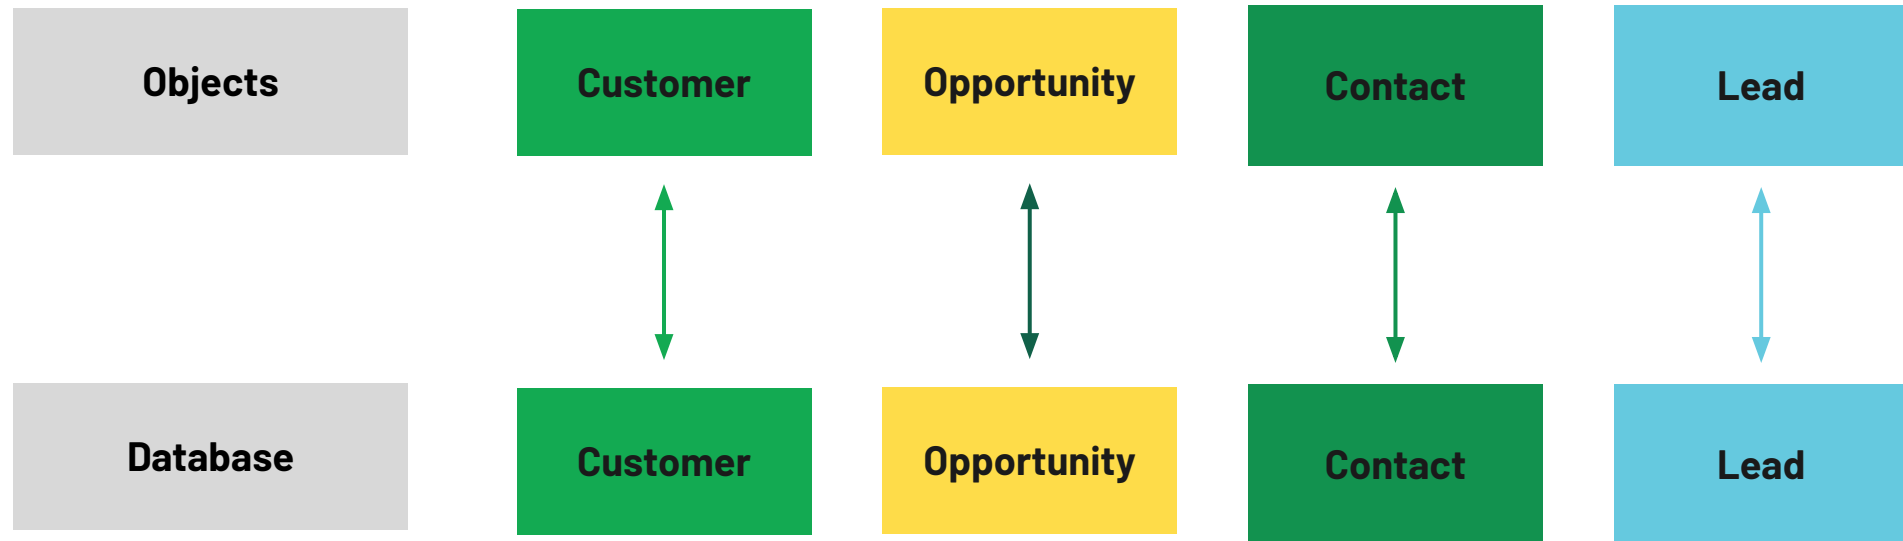 Objects
Customer
Opportunity
Contact
Lead
Database
Customer
Opportunity
Contact
Lead